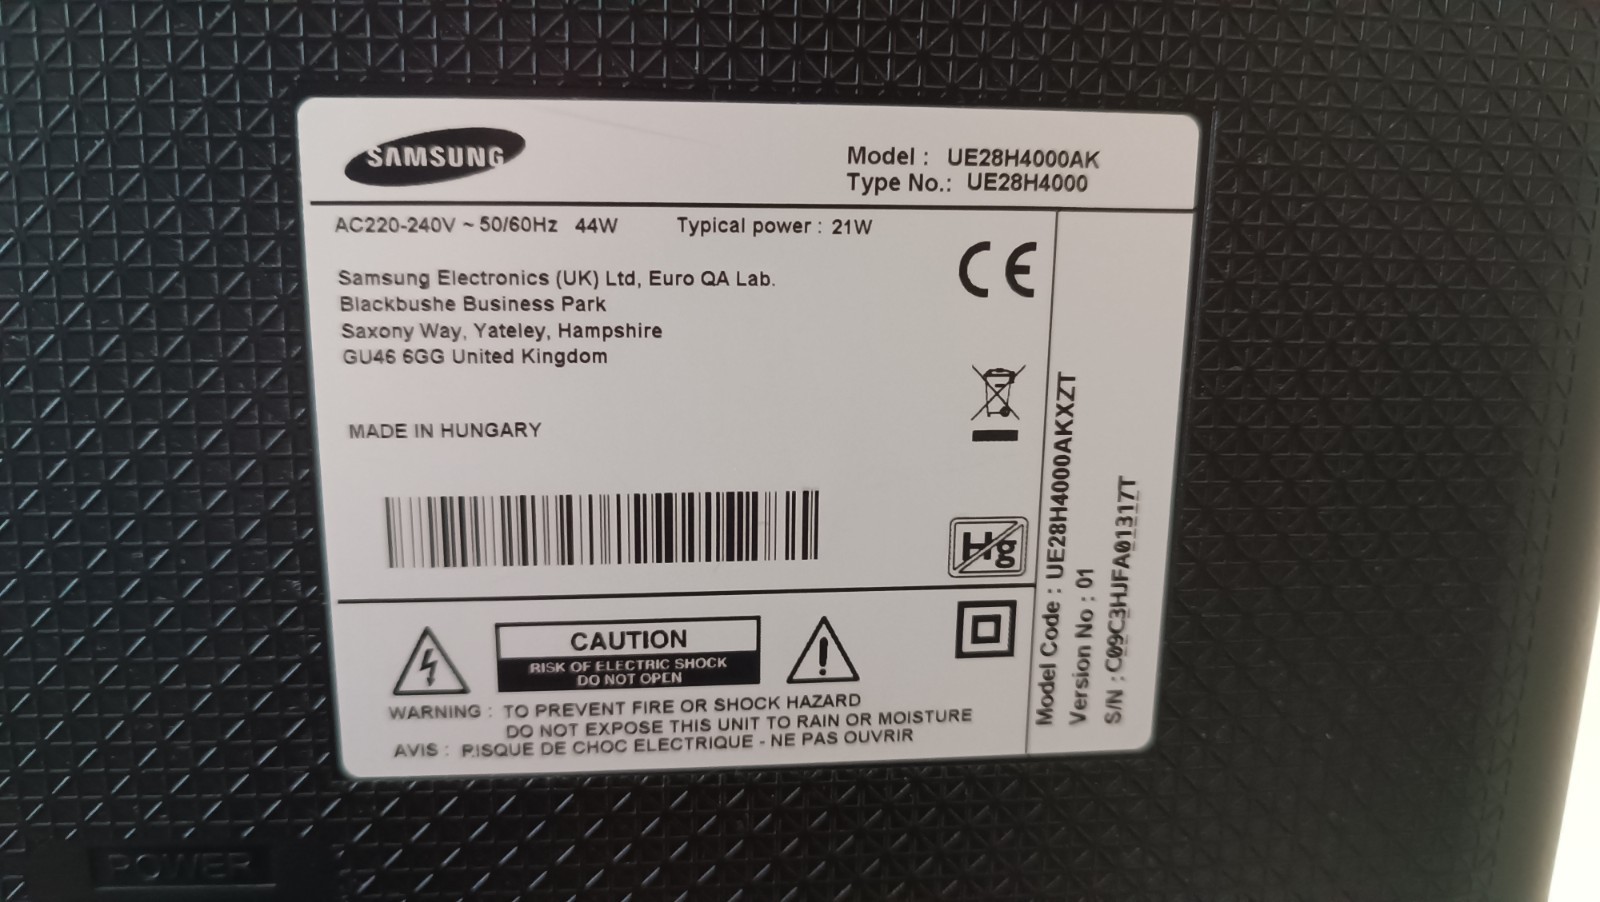 SAMSUNG
Model : UE28H4000AK
Type No.: UE28H4000
AC220-240V ~ 50/60Hz 44W Typical power : 21W
Samsung Electronics (UK) Ltd, Euro QA Lab.
Blackbushe Business Park
Saxony Way, Yateley, Hampshire
GU46 6GG United Kingdom
MADE IN HUNGARY
CE
Hg
CAUTION
RISK OF ELECTRIC SHOCK
DO NOT OPEN
WARNING : TO PREVENT FIRE OR SHOCK HAZARD
DO NOT EXPOSE THIS UNIT TO RAIN OR MOISTURE
AVIS : RISQUE DE CHOC ELECTRIQUE - NE PAS OUVRIR
Model Code : UE28H4000AKXZT
Version No : 01
S/N : C09C3HJFA01317T
POWER